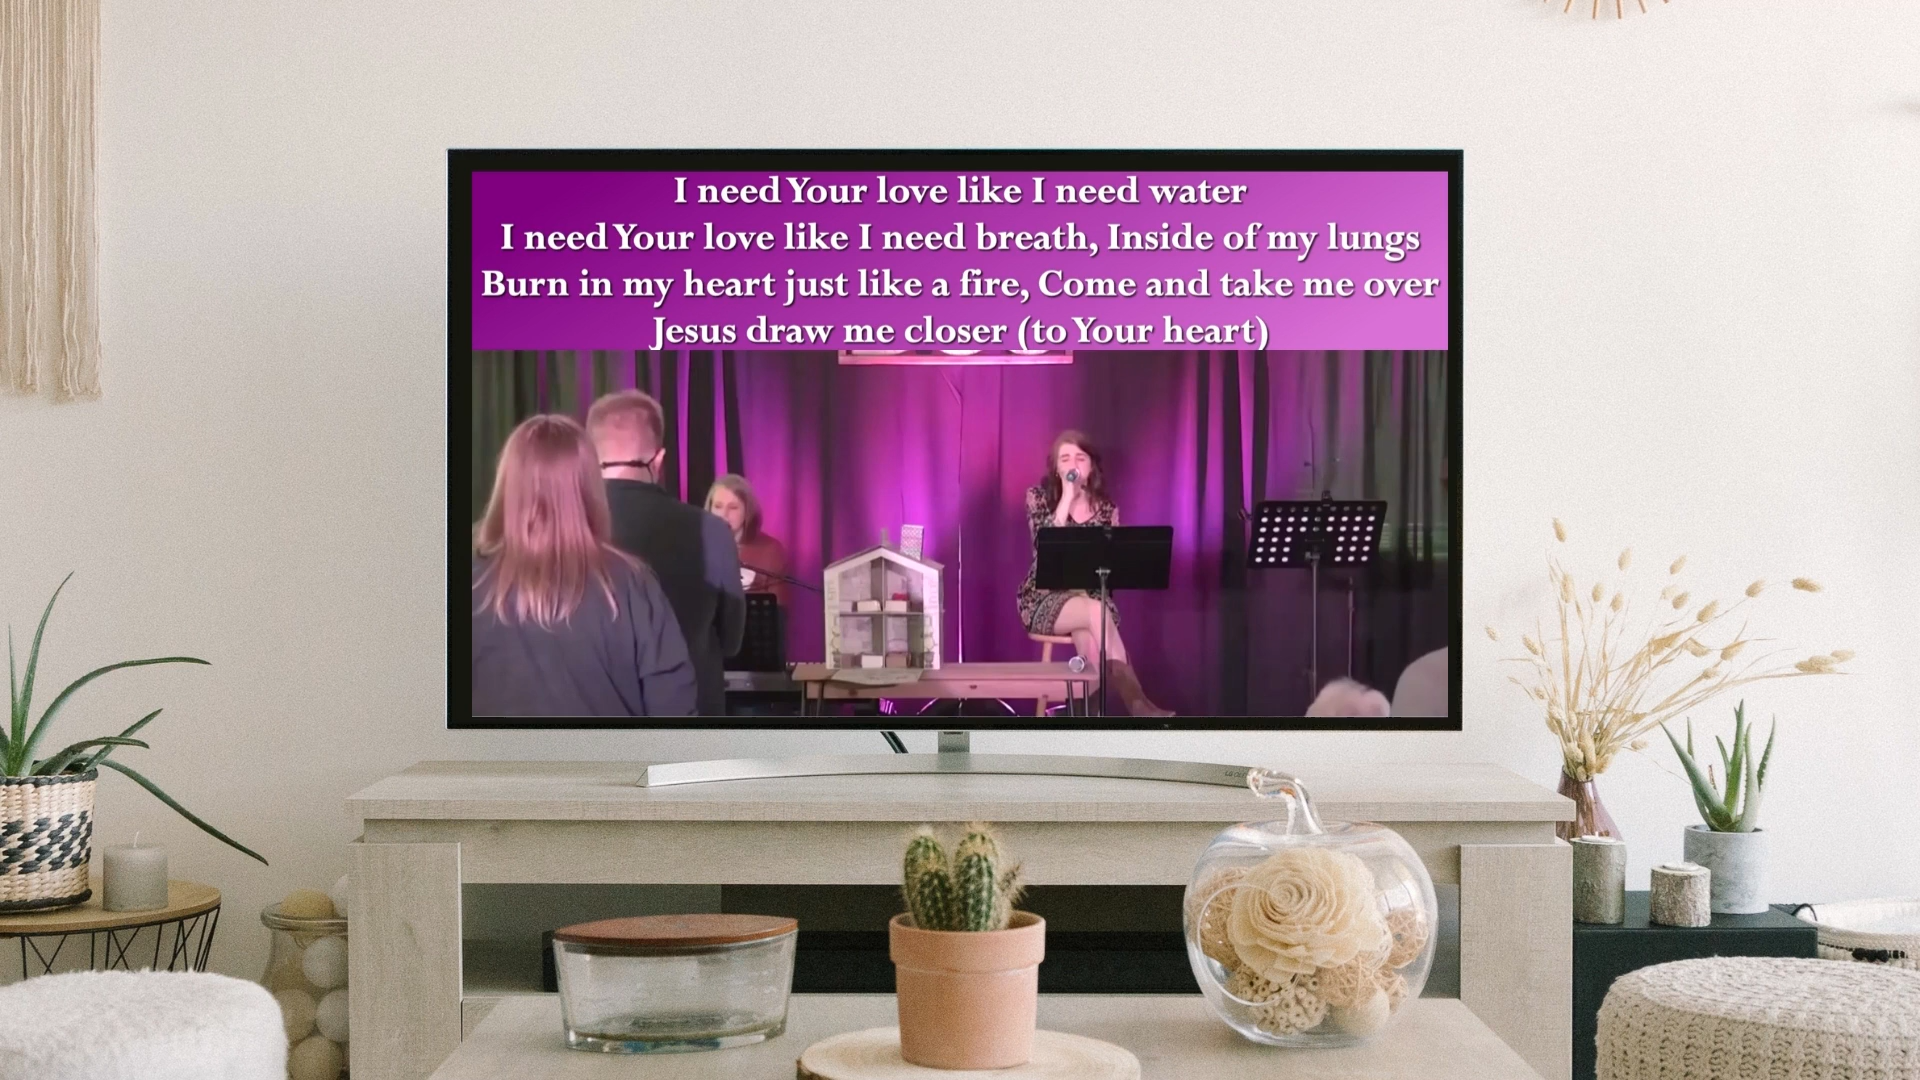 I need Your love like I need water
I need Your love like I need breath, Inside of my lungs
Burn in my heart just like a fire, Come and take me over
Jesus draw me closer (to Your heart)